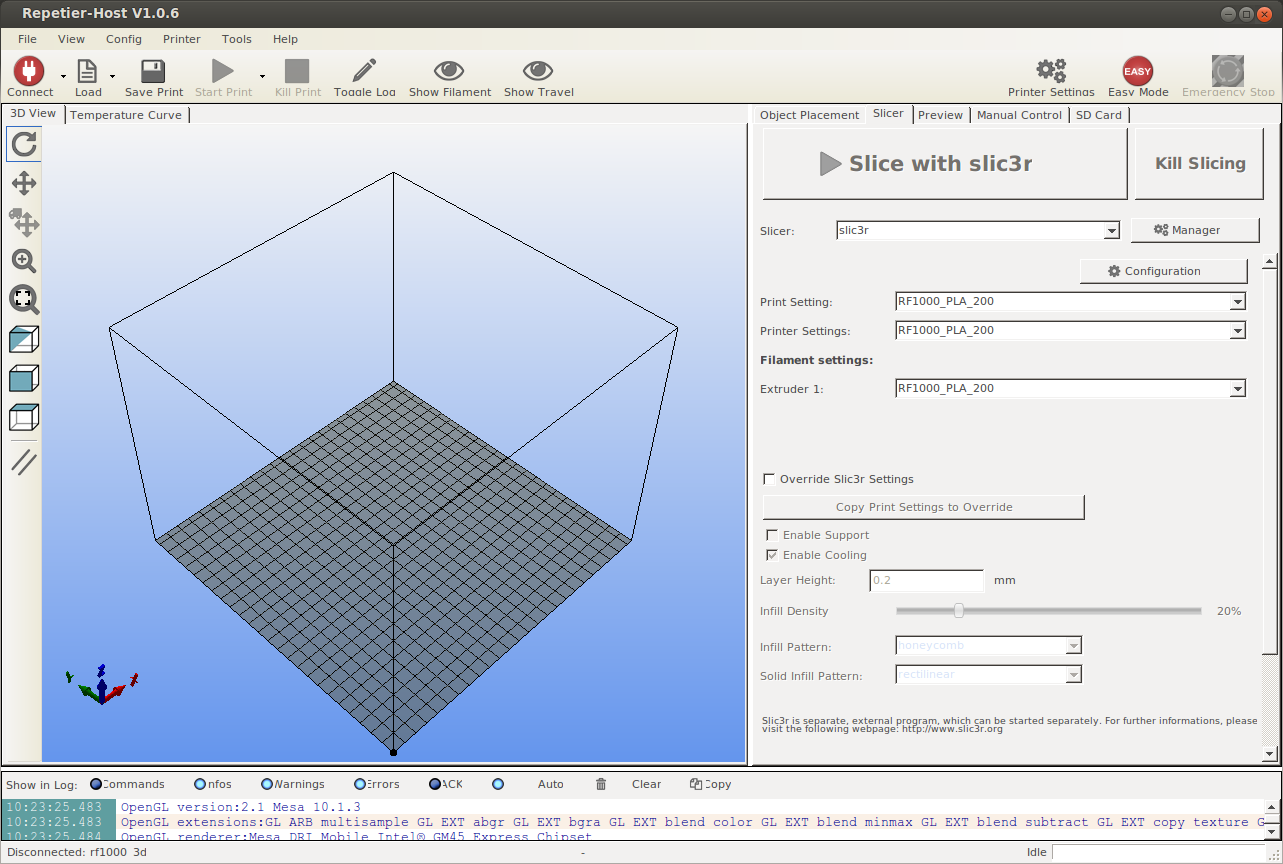 Repetier-Host V1.0.6
File View Config Printer Tools Help
Connect Load Save Print Start Print Kill Print Toggle Log Show Filament Show Travel Printer Settings EASY Easy Mode Emergency Stop
3D View Temperature Curve
Object Placement Slicer Preview Manual Control SD Card
Slice with slic3r Kill Slicing
Slicer: slic3r Manager
Configuration
Print Setting: RF1000_PLA_200
Printer Settings: RF1000_PLA_200
Filament settings:
Extruder 1: RF1000_PLA_200
Override Slic3r Settings
Copy Print Settings to Override
Enable Support
Enable Cooling
Layer Height: 0.2 mm
Infill Density 20%
Infill Pattern: honeycomb
Solid Infill Pattern: rectilinear
Slic3r is separate, external program, which can be started separately. For further informations, please
visit the following webpage: http://www.slic3r.org
Y Z X
Show in Log: Commands Infos Warnings Errors ACK Auto Clear Copy
10:23:25.483 OpenGL version:2.1 Mesa 10.1.3
10:23:25.483 OpenGL extensions:GL ARB multisample GL EXT abgr GL EXT bgra GL EXT blend color GL EXT blend minmax GL EXT blend subtract GL EXT copy texture G
10:23:25.484 OpenGL renderer:Mesa DRI Mobile Intel® GM45 Express Chipset
Disconnected: rf1000 3d - Idle